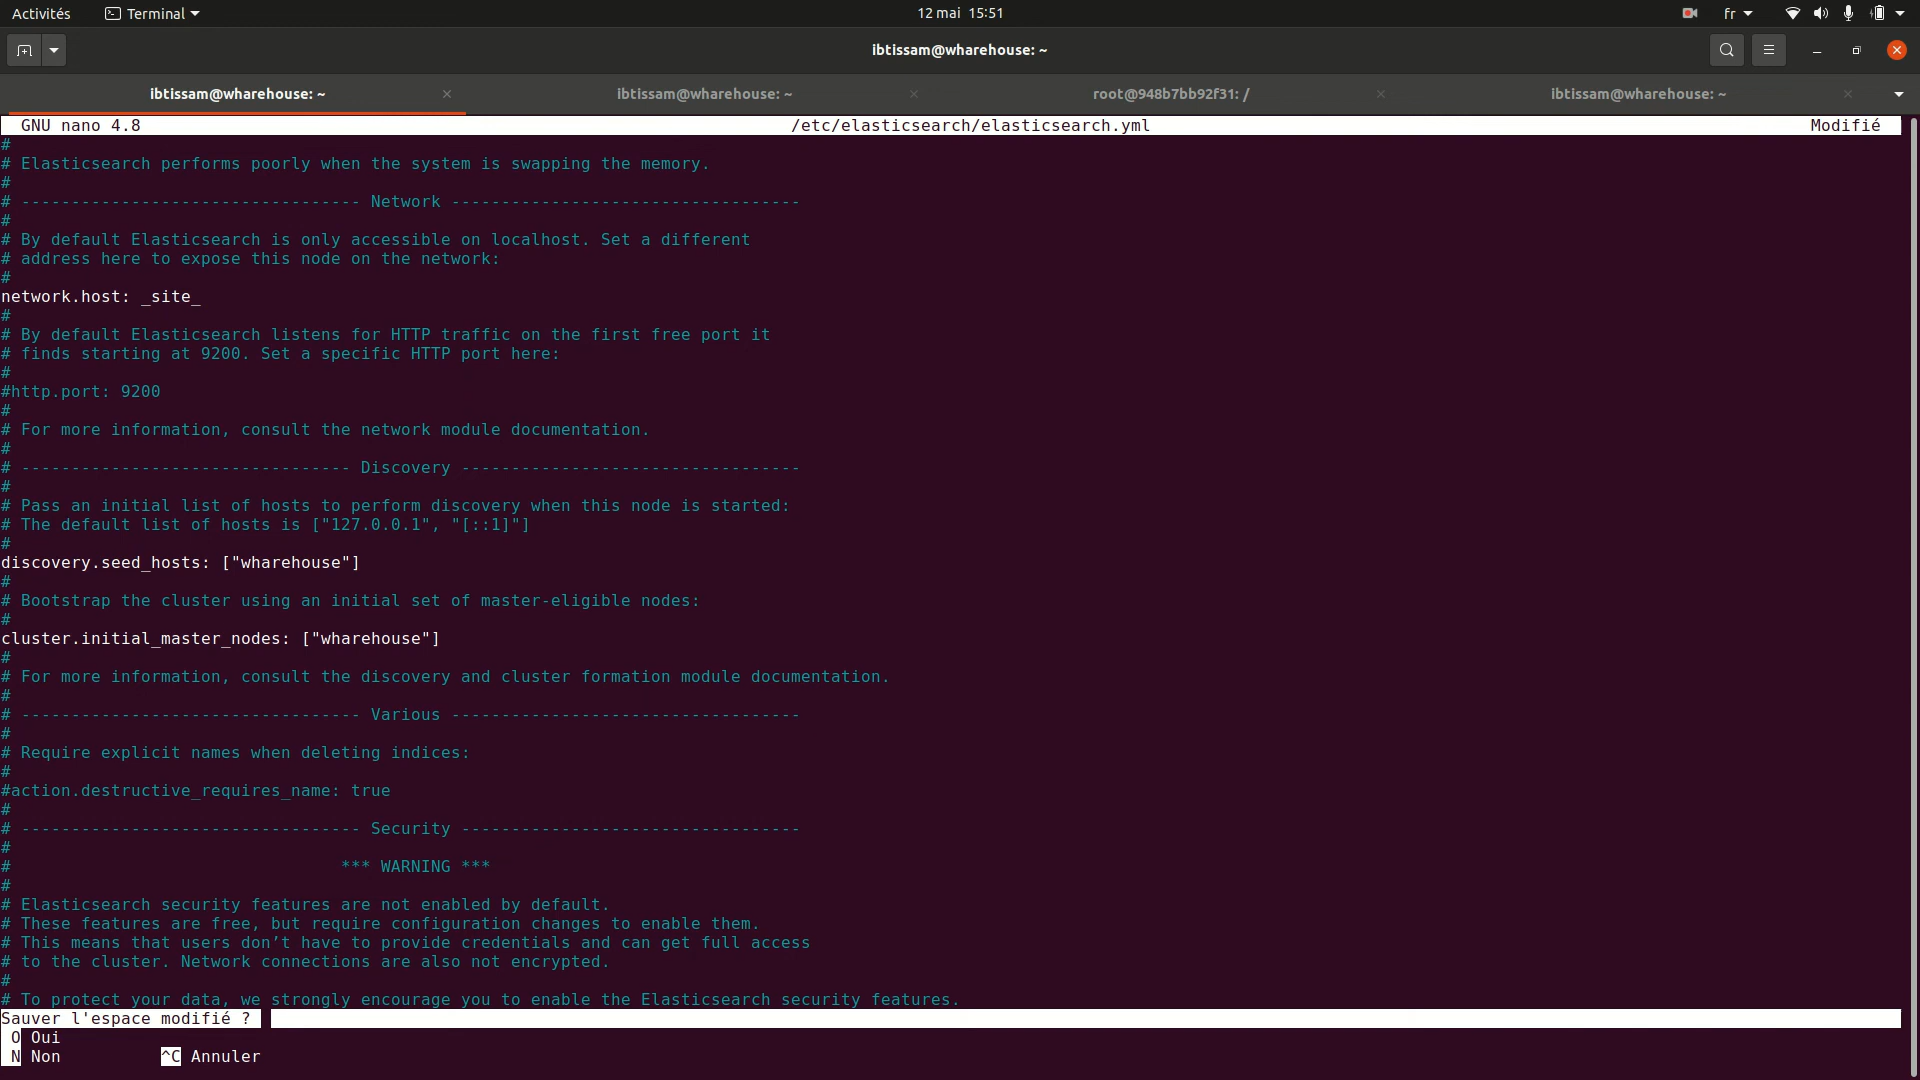 Activités Terminal 12 mai 15:51 fr
ibtissam@wharehouse: ~
ibtissam@wharehouse: ~ ibtissam@wharehouse: ~ root@948b7bb92f31: / ibtissam@wharehouse: ~
GNU nano 4.8 /etc/elasticsearch/elasticsearch.yml Modifié
#
# Elasticsearch performs poorly when the system is swapping the memory.
#
# ---------------------------------- Network -----------------------------------
#
# By default Elasticsearch is only accessible on localhost. Set a different
# address here to expose this node on the network:
#
network.host: _site_
#
# By default Elasticsearch listens for HTTP traffic on the first free port it
# finds starting at 9200. Set a specific HTTP port here:
#
#http.port: 9200
#
# For more information, consult the network module documentation.
#
# --------------------------------- Discovery ----------------------------------
#
# Pass an initial list of hosts to perform discovery when this node is started:
# The default list of hosts is ["127.0.0.1", "[::1]"]
#
discovery.seed_hosts: ["wharehouse"]
#
# Bootstrap the cluster using an initial set of master-eligible nodes:
#
cluster.initial_master_nodes: ["wharehouse"]
#
# For more information, consult the discovery and cluster formation module documentation.
#
# ---------------------------------- Various -----------------------------------
#
# Require explicit names when deleting indices:
#
#action.destructive_requires_name: true
#
# ---------------------------------- Security ----------------------------------
#
# *** WARNING ***
#
# Elasticsearch security features are not enabled by default.
# These features are free, but require configuration changes to enable them.
# This means that users don’t have to provide credentials and can get full access
# to the cluster. Network connections are also not encrypted.
#
# To protect your data, we strongly encourage you to enable the Elasticsearch security features.
Sauver l'espace modifié ?
O Oui
N Non ^C Annuler